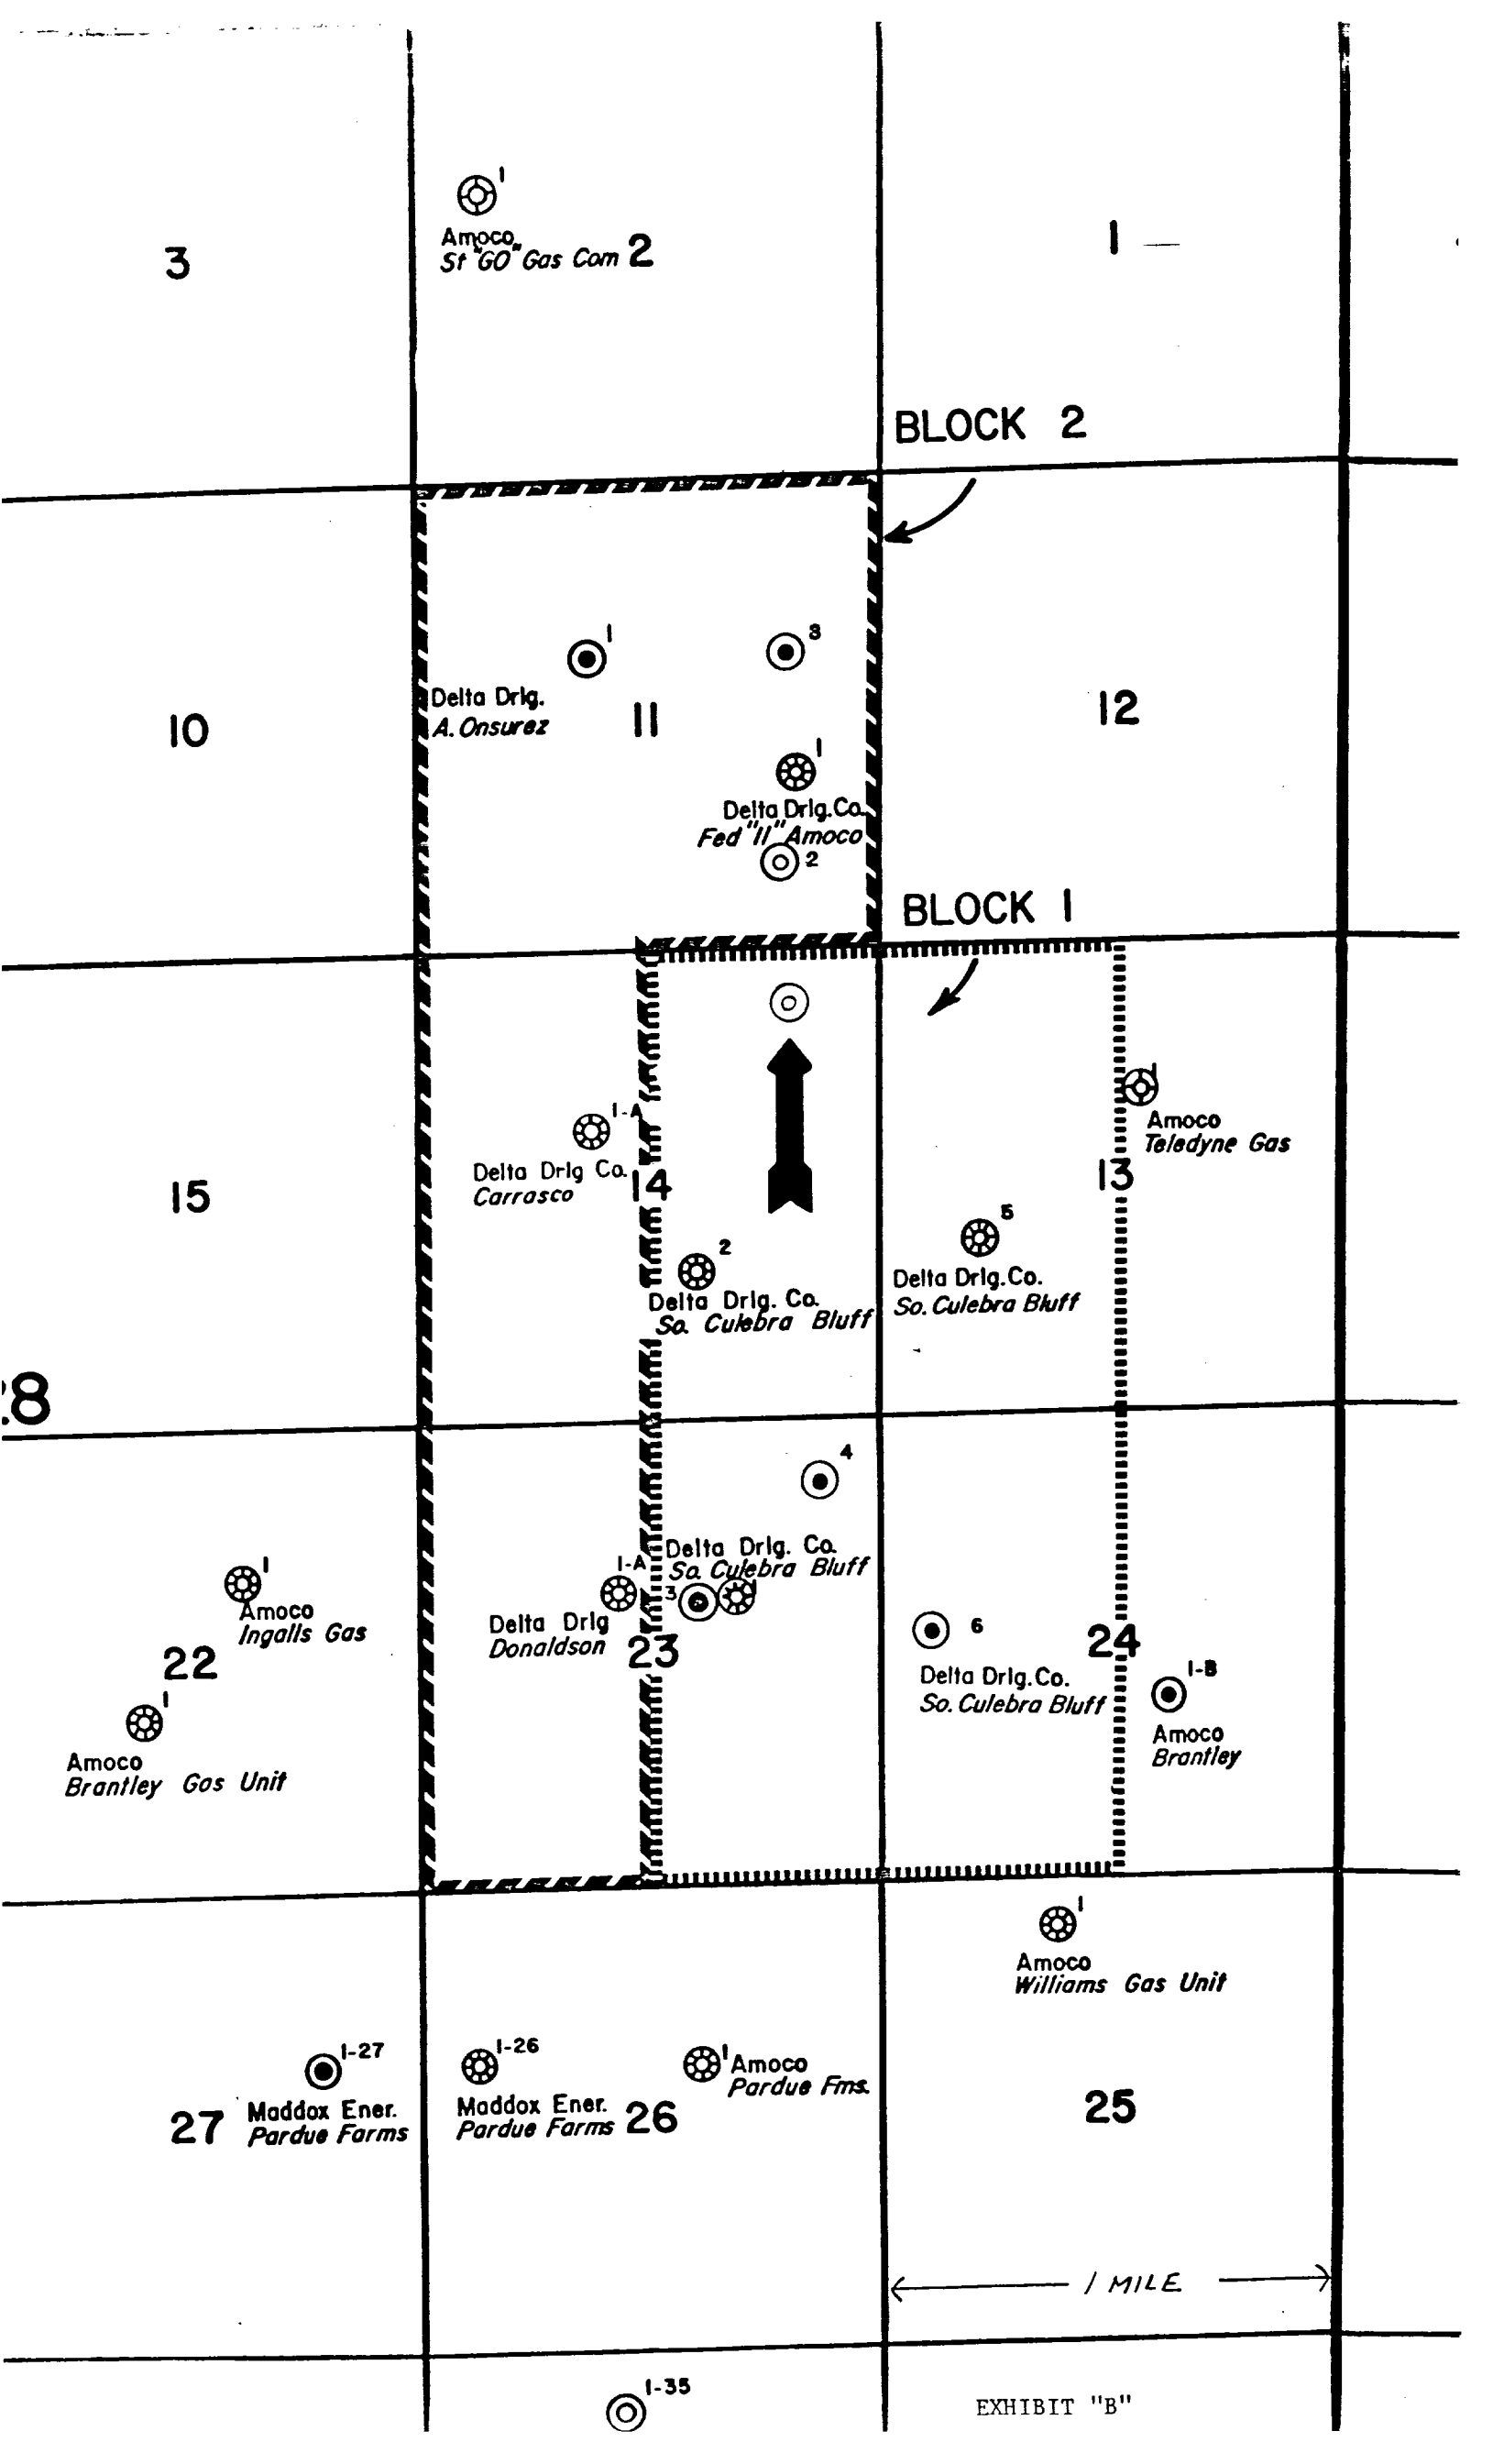 1
Amoco
St "GO" Gas Com
3
2
1
BLOCK 2
1
3
Delta Drlg.
A. Onsurez
10
11
12
1
Delta Drlg. Co.
Fed "11" Amoco
2
BLOCK 1
1
Amoco
Teledyne Gas
1-A
Delta Drlg Co.
Carrasco
15
14
13
2
Delta Drlg. Co.
So. Culebra Bluff
5
Delta Drlg. Co.
So. Culebra Bluff
28
4
Delta Drlg. Co.
So. Culebra Bluff
1
Amoco
Ingalls Gas
1-A
Delta Drlg
Donaldson
3
1
6
Delta Drlg. Co.
So. Culebra Bluff
22
23
24
1
Amoco
Brantley Gas Unit
1-B
Amoco
Brantley
1
Amoco
Williams Gas Unit
1-27
Maddox Ener.
Pardue Farms
1-26
Maddox Ener.
Pardue Farms
1
Amoco
Pardue Fms.
27
26
25
1 MILE
1-35
EXHIBIT "B"